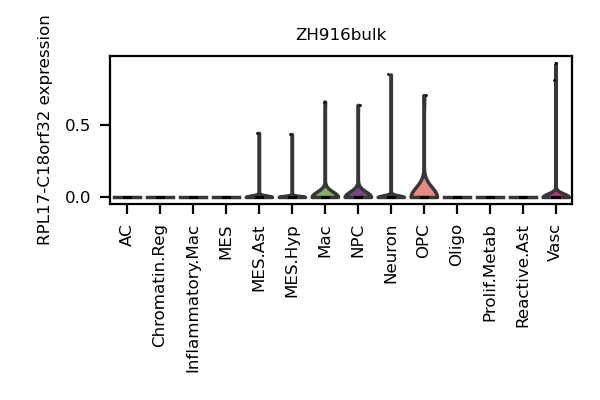 ZH916bulk
RPL17-C18orf32 expression
0.5
0.0
AC
Chromatin.Reg
Inflammatory.Mac
MES
MES.Ast
MES.Hyp
Mac
NPC
Neuron
OPC
Oligo
Prolif.Metab
Reactive.Ast
Vasc